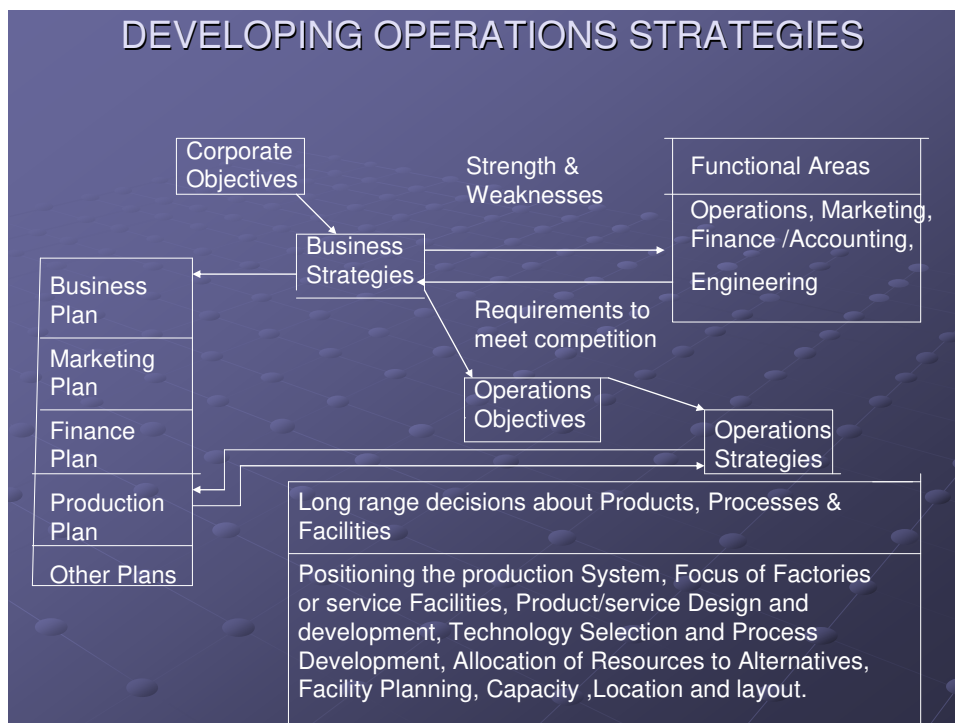 DEVELOPING OPERATIONS STRATEGIES
Corporate
Objectives
Strength &
Weaknesses
Functional Areas
Operations, Marketing,
Finance /Accounting,
Engineering
Business
Strategies
Requirements to
meet competition
Business
Plan
Marketing
Plan
Finance
Plan
Production
Plan
Other Plans
Operations
Objectives
Operations
Strategies
Long range decisions about Products, Processes &
Facilities
Positioning the production System, Focus of Factories
or service Facilities, Product/service Design and
development, Technology Selection and Process
Development, Allocation of Resources to Alternatives,
Facility Planning, Capacity ,Location and layout.